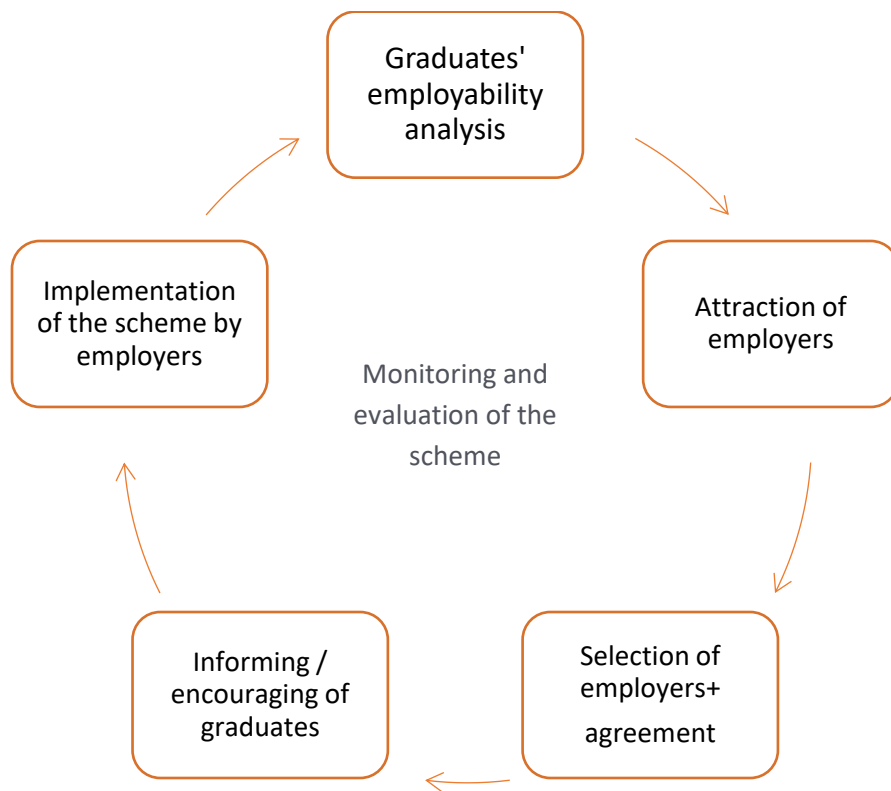 Graduates'
employability
analysis
Attraction of
employers
Selection of
employers+
agreement
Informing /
encouraging of
graduates
Implementation
of the scheme by
employers
Monitoring and
evaluation of the
scheme